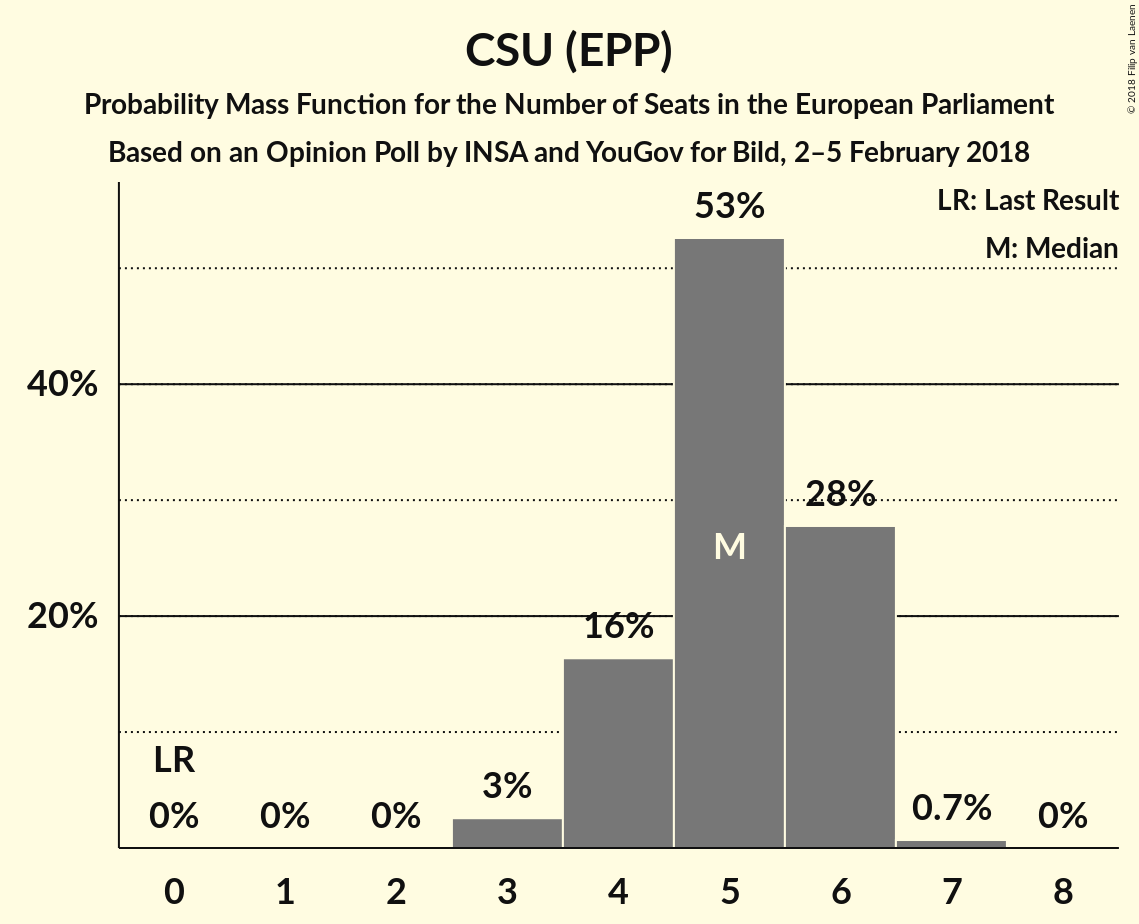 CSU (EPP)
Probability Mass Function for the Number of Seats in the European Parliament
Based on an Opinion Poll by INSA and YouGov for Bild, 2–5 February 2018
© 2018 Filip van Laenen
LR: Last Result
M: Median
53%
40%
28%
M
20%
16%
LR
3%
0.7%
0% 0% 0% 0%
0 1 2 3 4 5 6 7 8